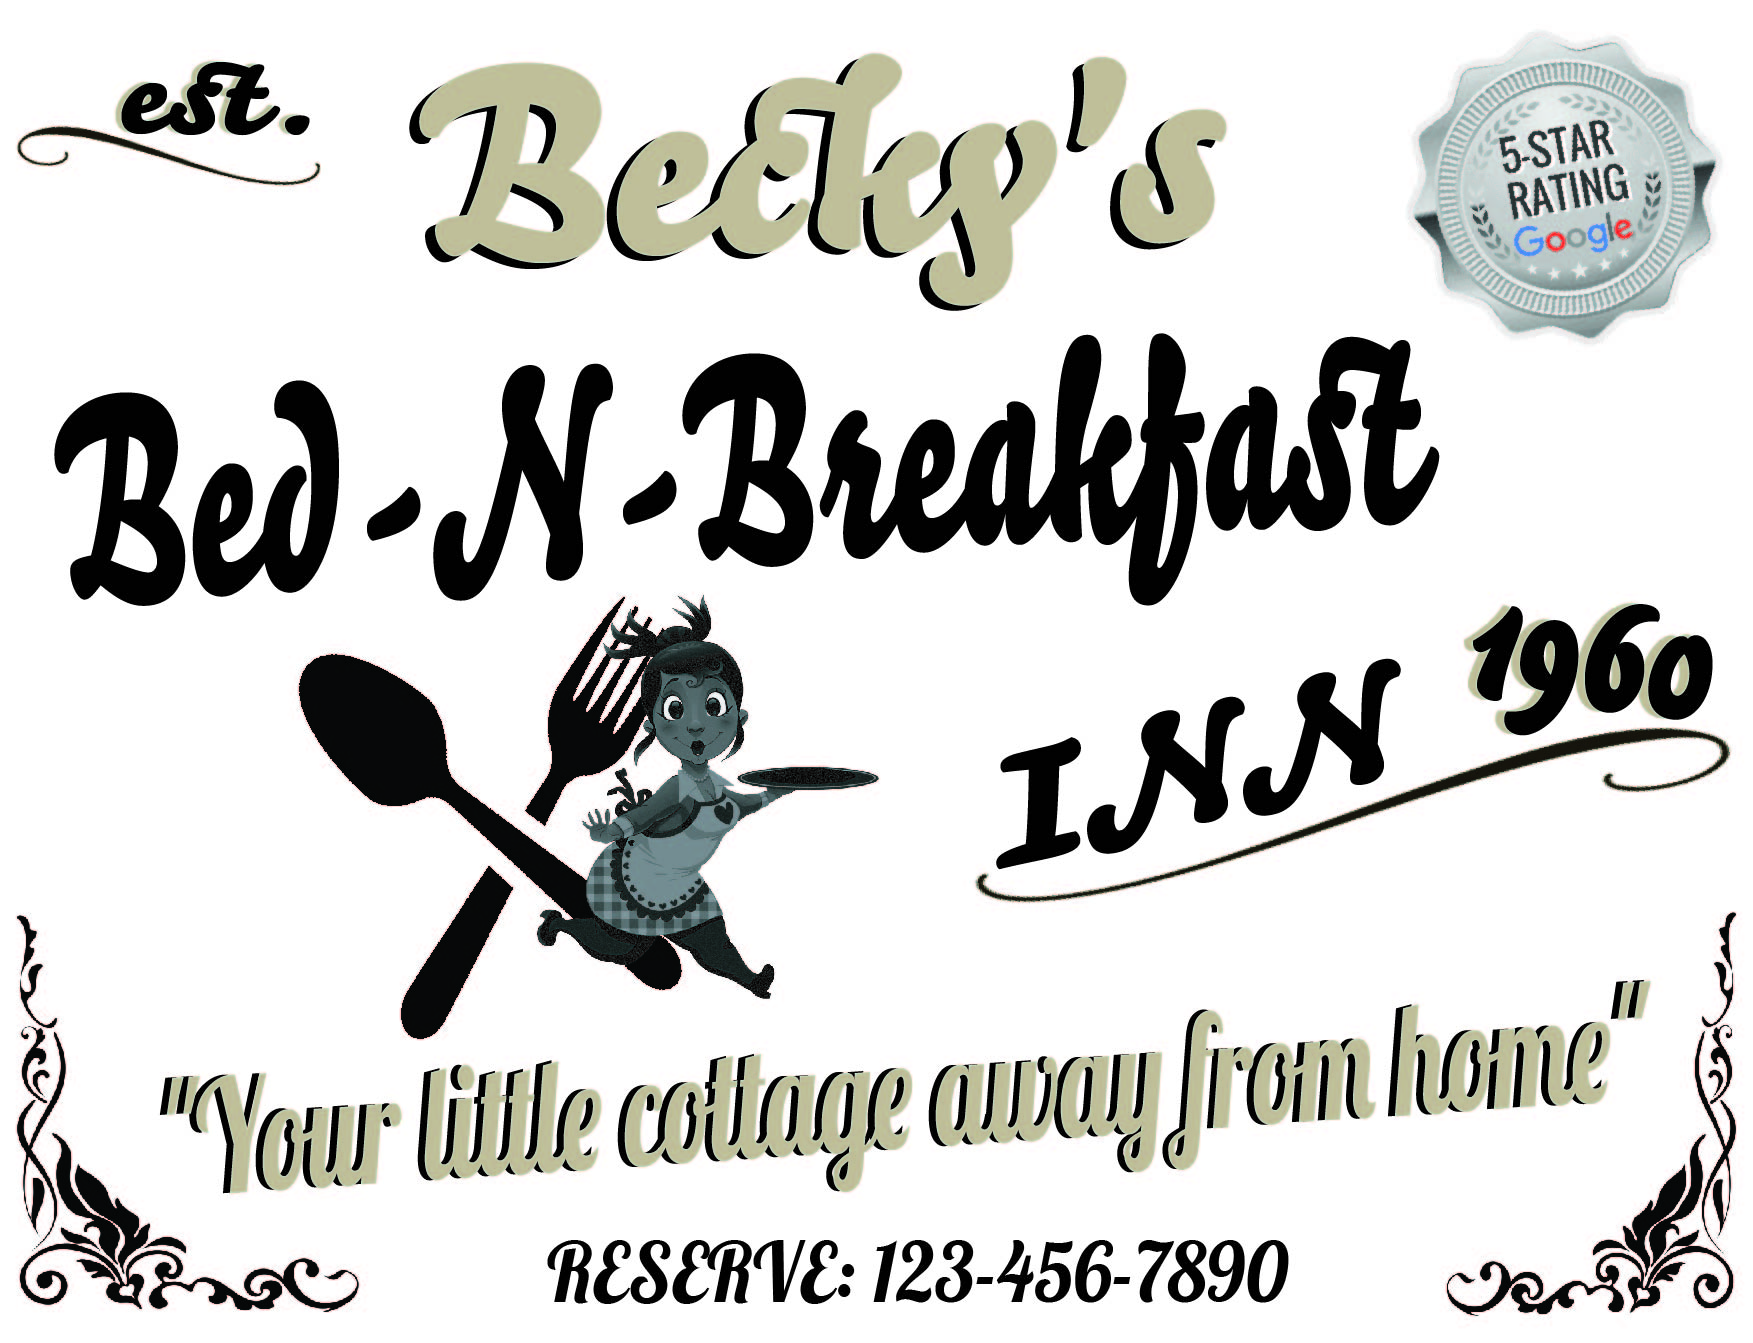 est.
Becky's
5-STAR
RATING
Google
Bed-N-Breakfast
INN
1960
"Your little cottage away from home"
RESERVE: 123-456-7890